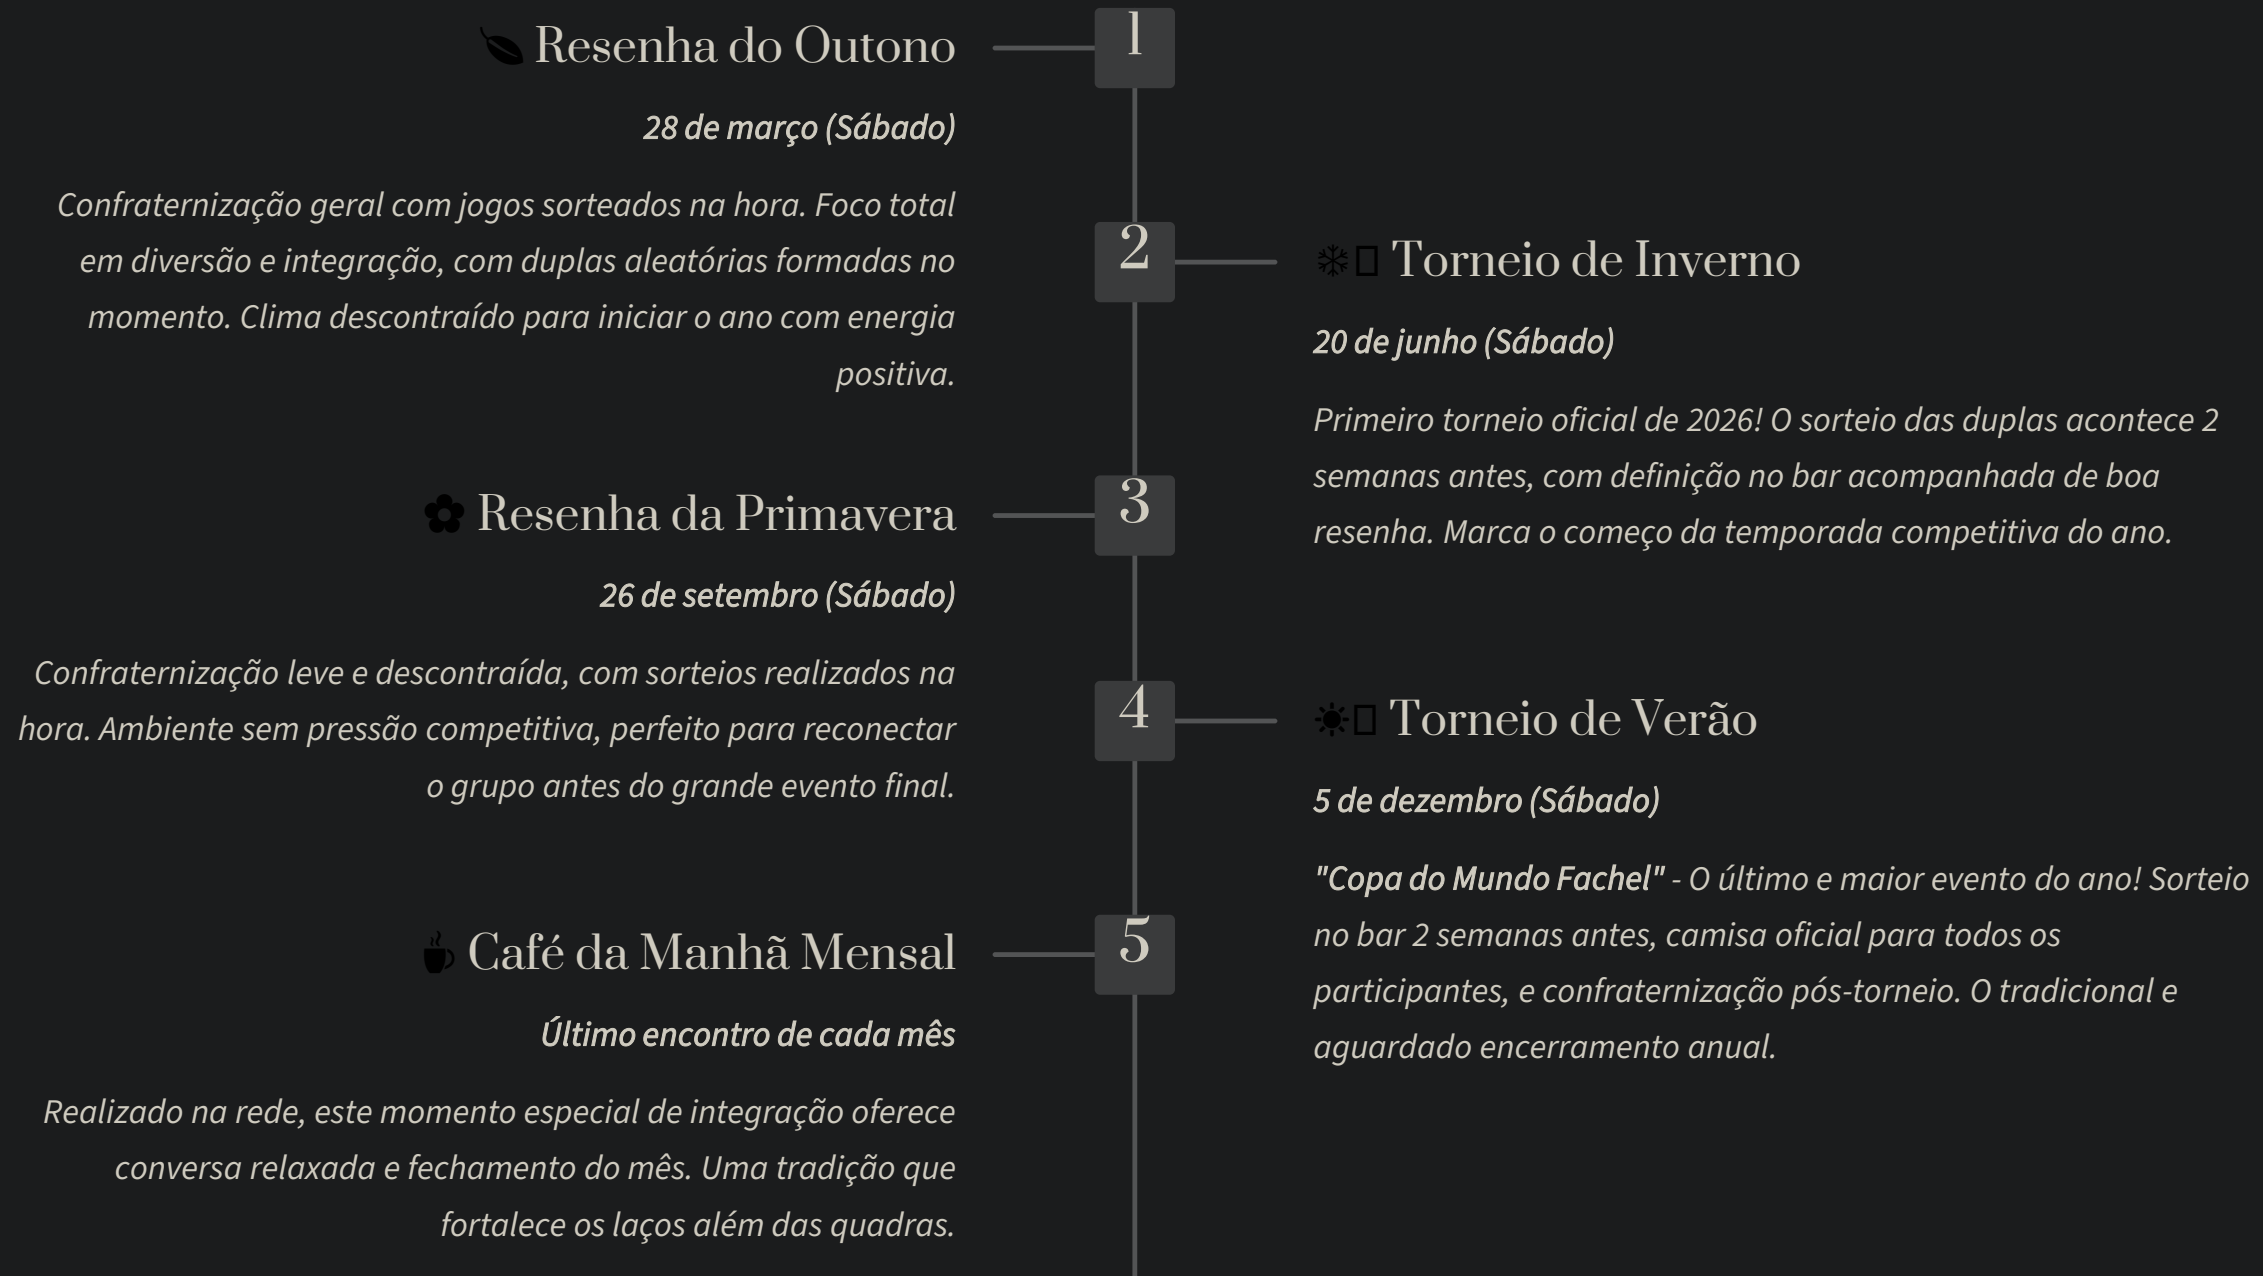 1
Resenha do Outono
28 de março (Sábado)
Confraternização geral com jogos sorteados na hora. Foco total
em diversão e integração, com duplas aleatórias formadas no
momento. Clima descontraído para iniciar o ano com energia
positiva.
2
Torneio de Inverno
20 de junho (Sábado)
Primeiro torneio oficial de 2026! O sorteio das duplas acontece 2
semanas antes, com definição no bar acompanhada de boa
resenha. Marca o começo da temporada competitiva do ano.
3
Resenha da Primavera
26 de setembro (Sábado)
Confraternização leve e descontraída, com sorteios realizados na
hora. Ambiente sem pressão competitiva, perfeito para reconectar
o grupo antes do grande evento final.
4
Torneio de Verão
5 de dezembro (Sábado)
"Copa do Mundo Fachel" - O último e maior evento do ano! Sorteio
no bar 2 semanas antes, camisa oficial para todos os
participantes, e confraternização pós-torneio. O tradicional e
aguardado encerramento anual.
5
Café da Manhã Mensal
Último encontro de cada mês
Realizado na rede, este momento especial de integração oferece
conversa relaxada e fechamento do mês. Uma tradição que
fortalece os laços além das quadras.